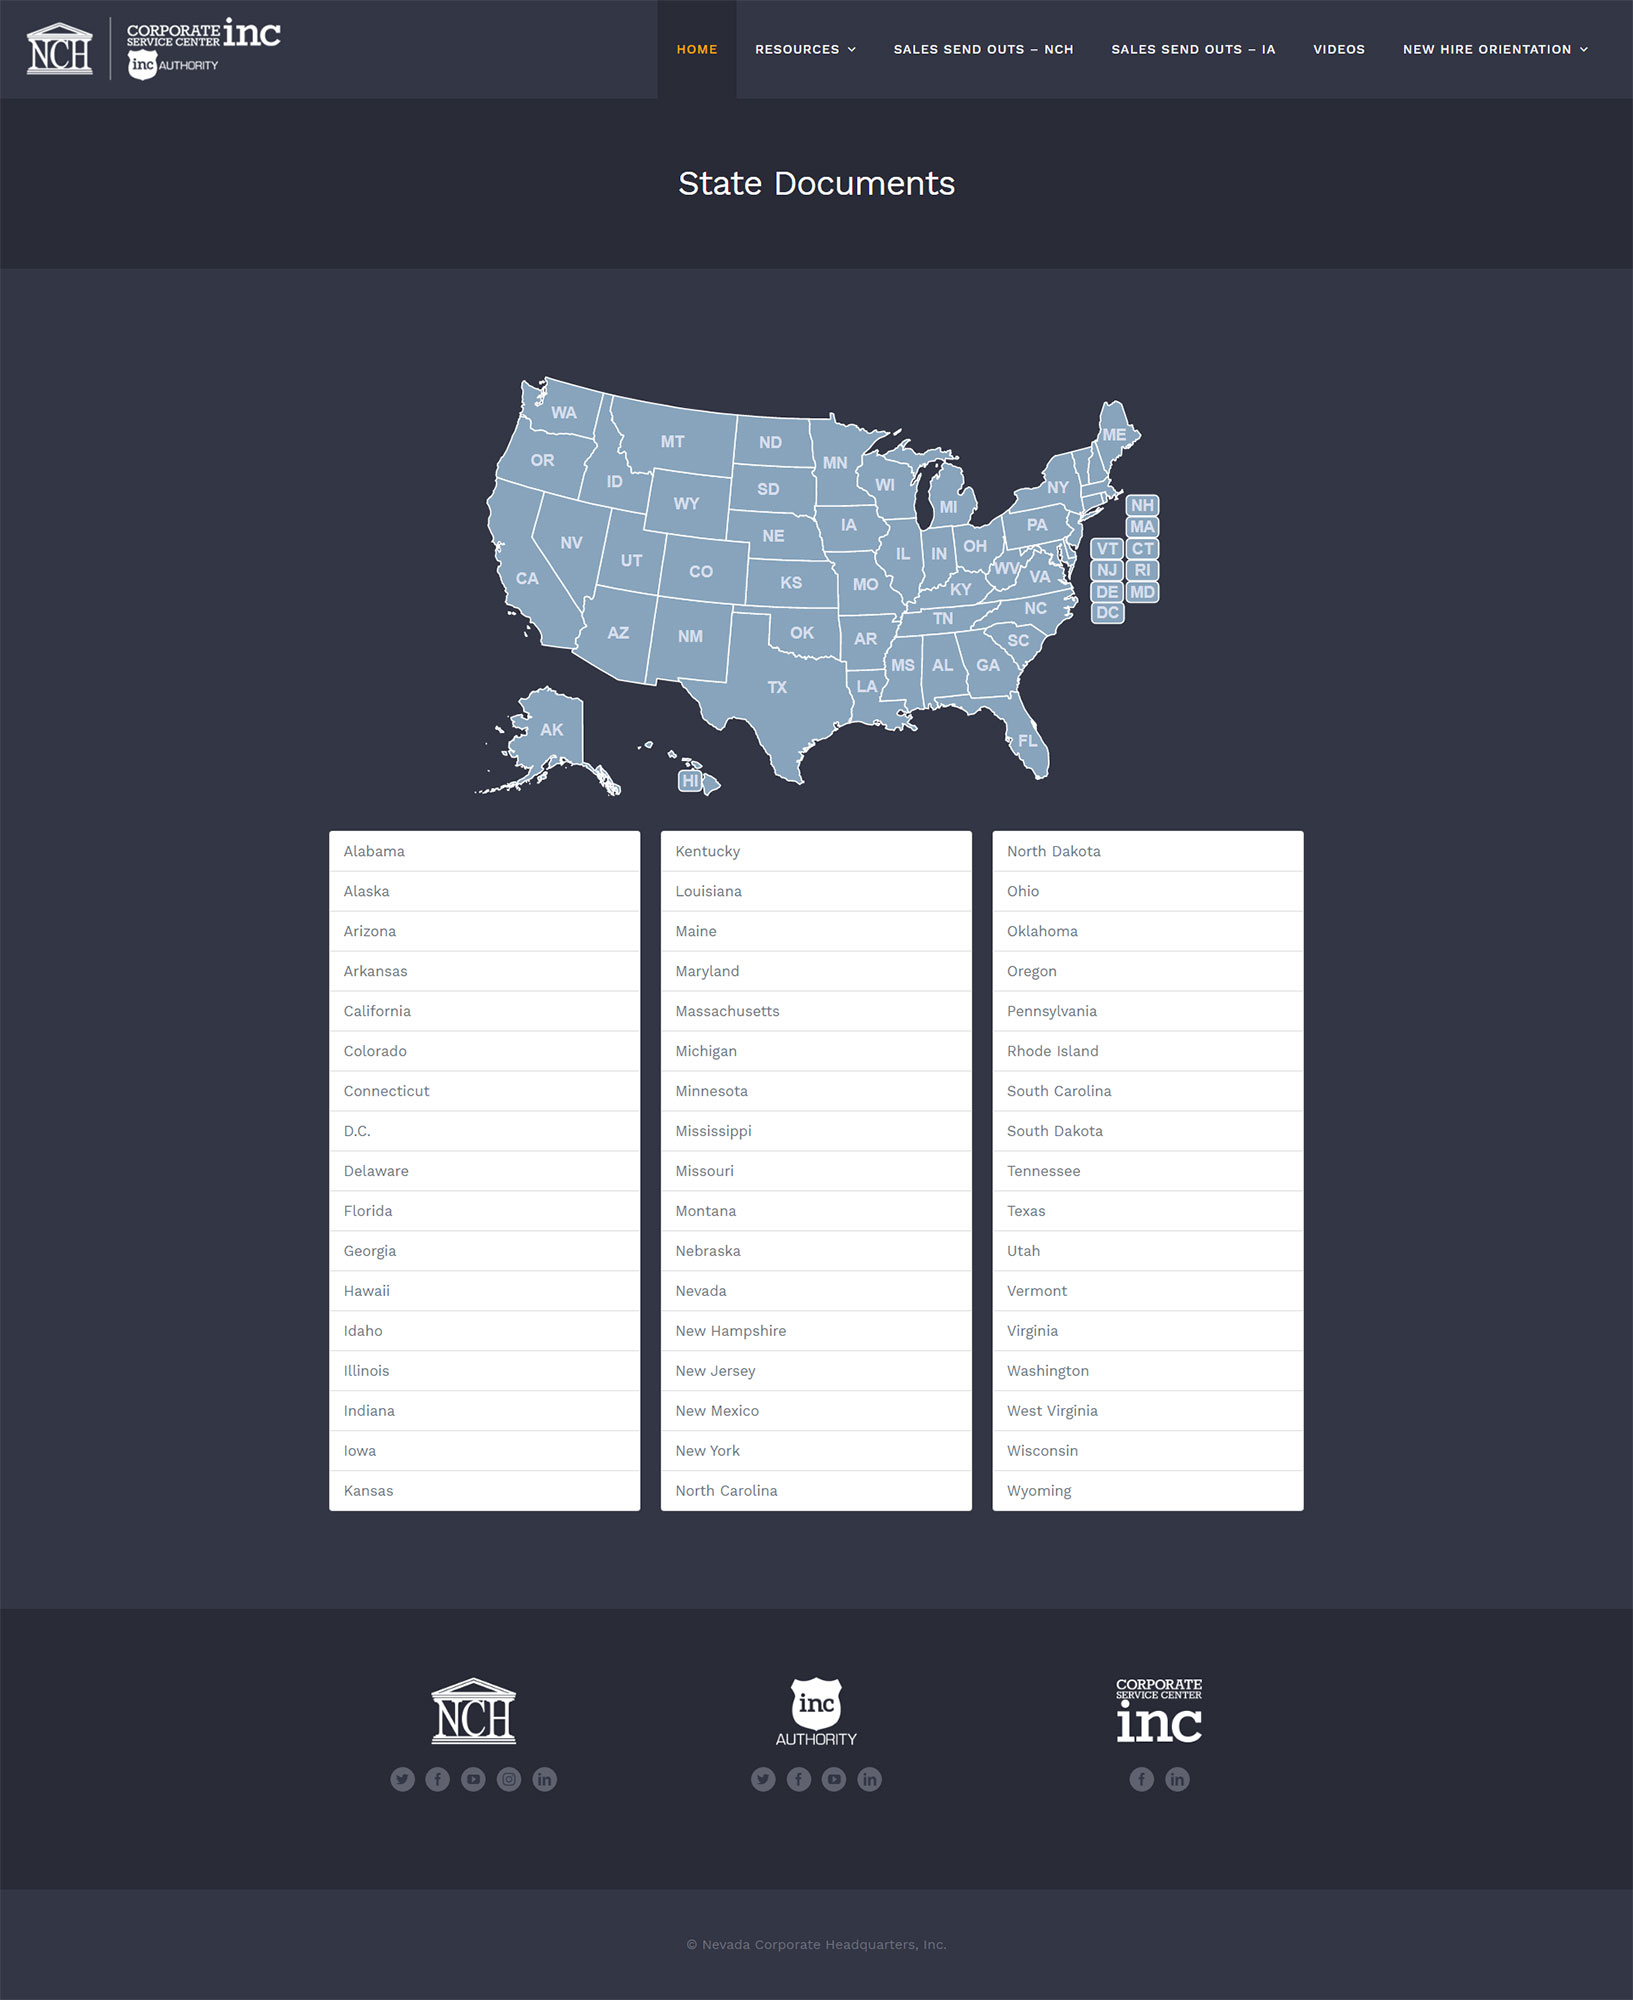 NCH
CORPORATE
SERVICE CENTER
inc
inc AUTHORITY
HOME
RESOURCES
SALES SEND OUTS – NCH
SALES SEND OUTS – IA
VIDEOS
NEW HIRE ORIENTATION
State Documents
WA
MT
ND
MN
ME
OR
ID
SD
WI
NY
WY
MI
NH
NE
IA
PA
MA
NV
UT
CO
IL
IN
OH
VT
CT
CA
KS
MO
WV
VA
NJ
RI
KY
DE
MD
AZ
NM
OK
AR
TN
NC
DC
SC
MS
AL
GA
TX
LA
AK
FL
HI
Alabama
Alaska
Arizona
Arkansas
California
Colorado
Connecticut
D.C.
Delaware
Florida
Georgia
Hawaii
Idaho
Illinois
Indiana
Iowa
Kansas
Kentucky
Louisiana
Maine
Maryland
Massachusetts
Michigan
Minnesota
Mississippi
Missouri
Montana
Nebraska
Nevada
New Hampshire
New Jersey
New Mexico
New York
North Carolina
North Dakota
Ohio
Oklahoma
Oregon
Pennsylvania
Rhode Island
South Carolina
South Dakota
Tennessee
Texas
Utah
Vermont
Virginia
Washington
West Virginia
Wisconsin
Wyoming
NCH
inc
AUTHORITY
CORPORATE
SERVICE CENTER
inc
© Nevada Corporate Headquarters, Inc.